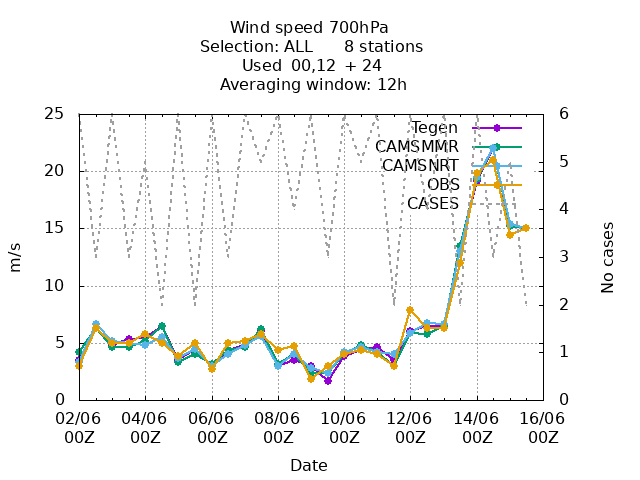 Wind speed 700hPa
Selection: ALL 8 stations
Used 00,12 + 24
Averaging window: 12h
25
20
15
10
5
0
m/s
6
5
4
3
2
1
0
No cases
Tegen
CAMSMMR
CAMSNRT
OBS
CASES
02/06 04/06 06/06 08/06 10/06 12/06 14/06 16/06
00Z 00Z 00Z 00Z 00Z 00Z 00Z 00Z
Date